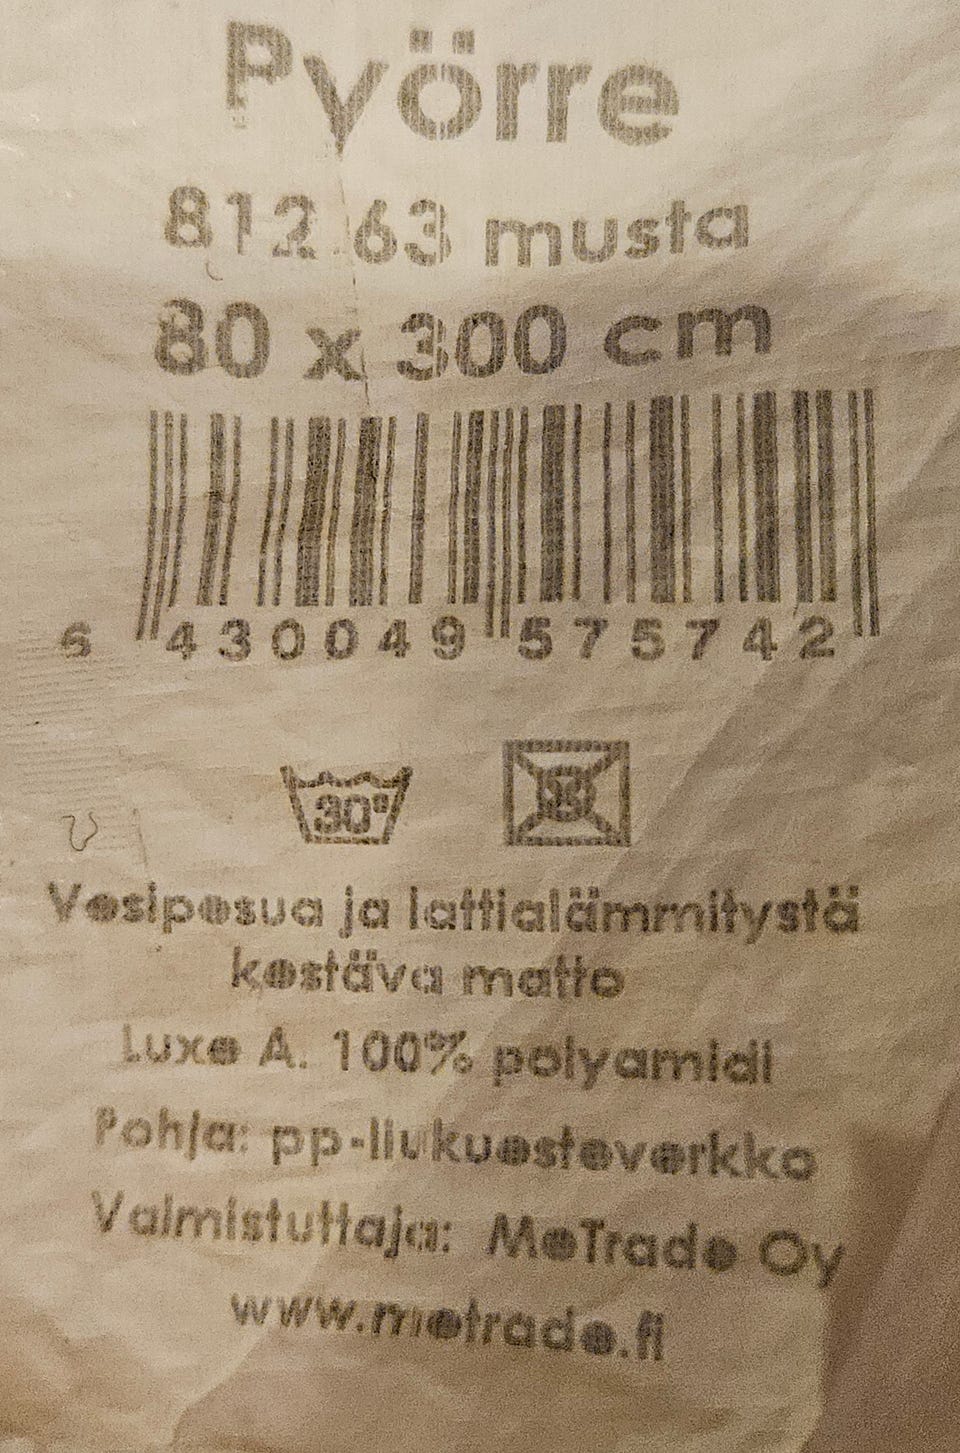 Pyörre
812 63 musta
80 x 300 cm
6 430049 575742
30°
Vesipesua ja lattialämmitystä
kestävä matto
Luxe A. 100% polyamidi
Pohja: pp-liukuesteverkko
Valmistuttaja: MeTrade Oy
www.metrade.fi